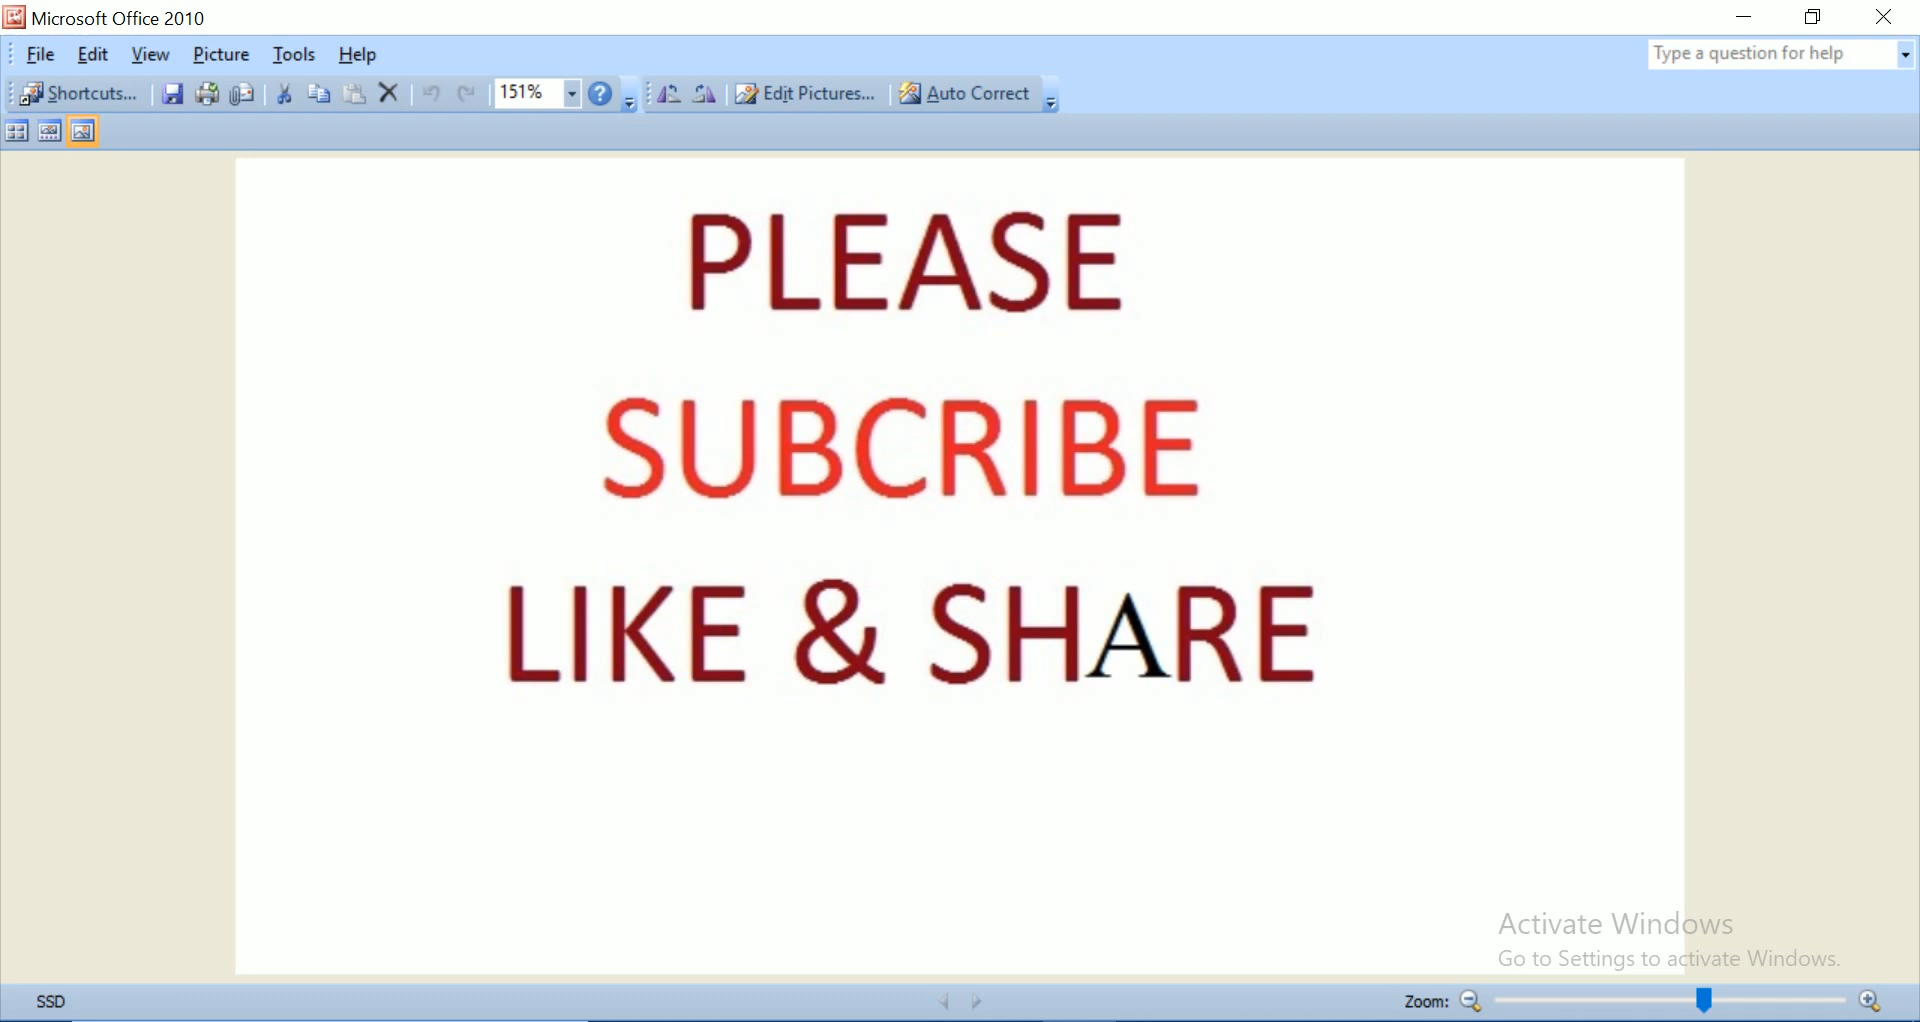 Microsoft Office 2010
File Edit View Picture Tools Help Type a question for help
Shortcuts... 151% Edit Pictures... Auto Correct
PLEASE
SUBCRIBE
LIKE & SHARE
Activate Windows
Go to Settings to activate Windows.
SSD Zoom: